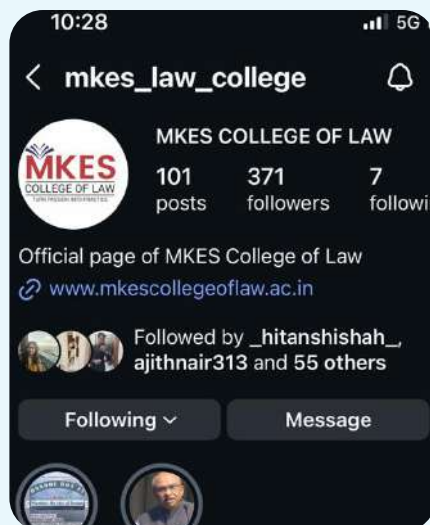 10:28 5G
mkes_law_college
MKES COLLEGE OF LAW
101 371 7
posts followers followi
MKES
COLLEGE OF LAW
Official page of MKES College of Law
www.mkescollegeoflaw.ac.in
Followed by _hitanshishah_,
ajithnair313 and 55 others
Following Message